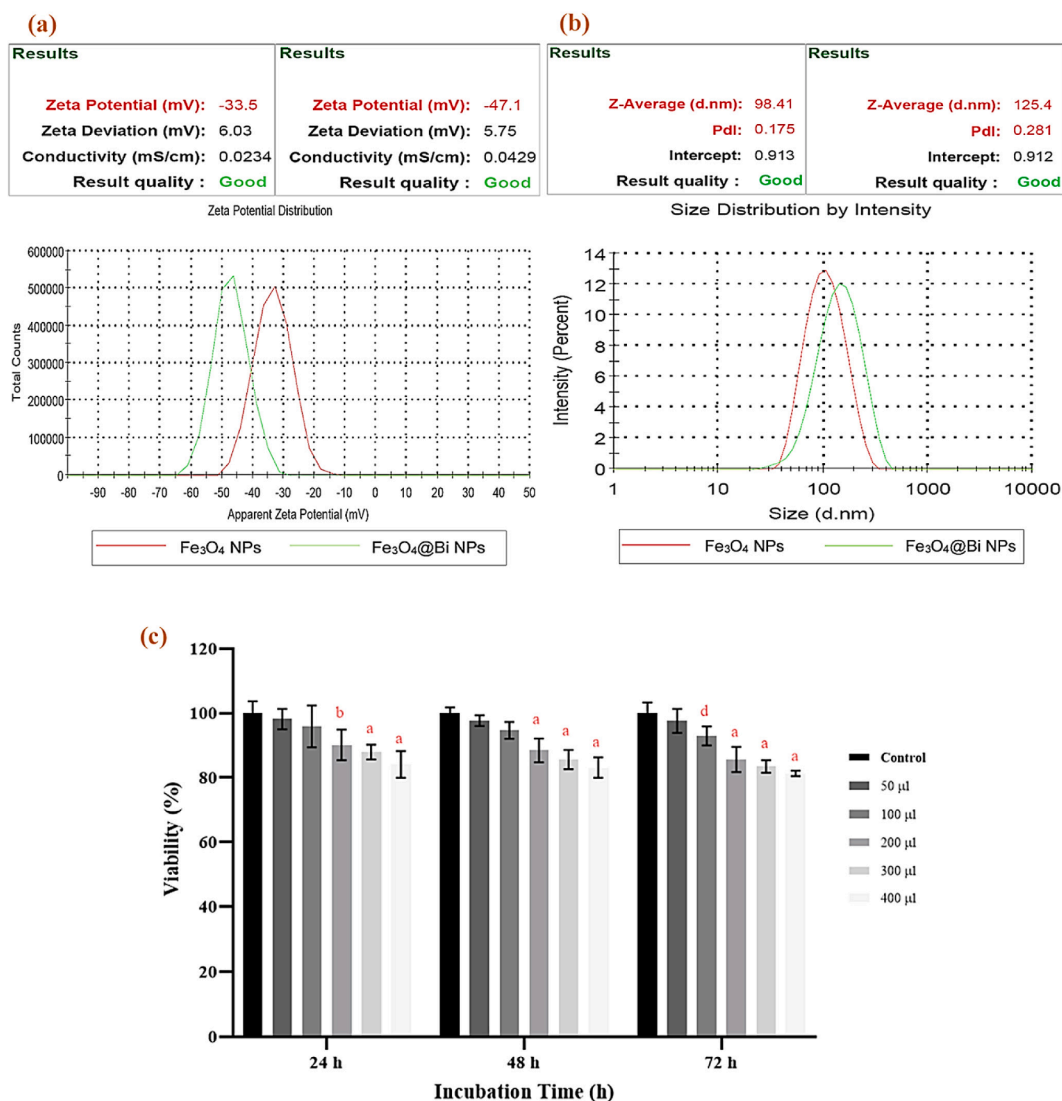 (a)
Results
Zeta Potential (mV): -33.5
Zeta Deviation (mV): 6.03
Conductivity (mS/cm): 0.0234
Result quality : Good
Results
Zeta Potential (mV): -47.1
Zeta Deviation (mV): 5.75
Conductivity (mS/cm): 0.0429
Result quality : Good
Zeta Potential Distribution
Total Counts
600000
500000
400000
300000
200000
100000
0
-90 -80 -70 -60 -50 -40 -30 -20 -10 0 10 20 30 40 50
Apparent Zeta Potential (mV)
Fe₃O₄ NPs Fe₃O₄@Bi NPs
(b)
Results
Z-Average (d.nm): 98.41
PdI: 0.175
Intercept: 0.913
Result quality : Good
Results
Z-Average (d.nm): 125.4
PdI: 0.281
Intercept: 0.912
Result quality : Good
Size Distribution by Intensity
Intensity (Percent)
14
12
10
8
6
4
2
0
1 10 100 1000 10000
Size (d.nm)
Fe₃O₄ NPs Fe₃O₄@Bi NPs
(c)
Viability (%)
120
100
80
60
40
20
0
b a a
a a a
d a a a
24 h 48 h 72 h
Incubation Time (h)
Control
50 µl
100 µl
200 µl
300 µl
400 µl